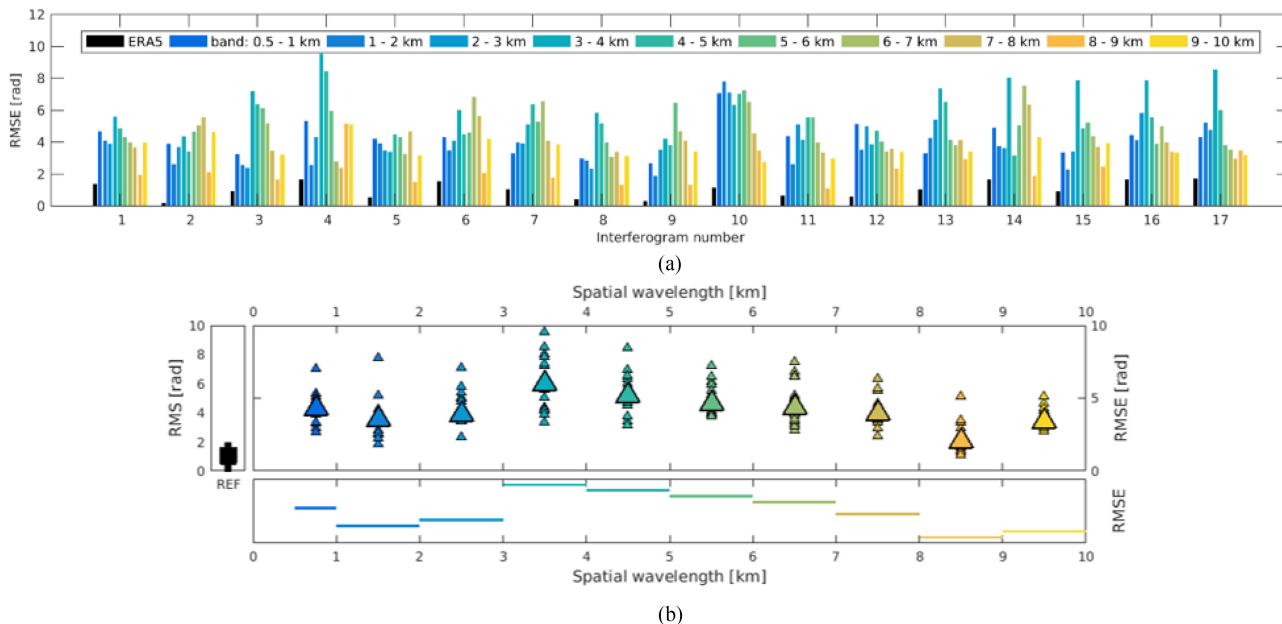 12
10
8
6
4
2
0
RMSE [rad]
ERA5 band: 0.5 - 1 km 1 - 2 km 2 - 3 km 3 - 4 km 4 - 5 km 5 - 6 km 6 - 7 km 7 - 8 km 8 - 9 km 9 - 10 km
1 2 3 4 5 6 7 8 9 10 11 12 13 14 15 16 17
Interferogram number
(a)
Spatial wavelength [km]
0 1 2 3 4 5 6 7 8 9 10
10
8
6
4
2
0
RMS [rad]
REF
10
5
0
RMSE [rad]
RMSE
0 1 2 3 4 5 6 7 8 9 10
Spatial wavelength [km]
(b)